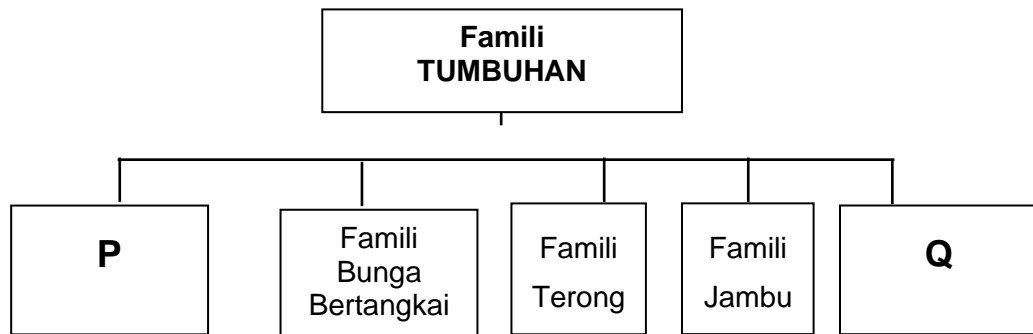 Famili
TUMBUHAN
P
Famili
Bunga
Bertangkai
Famili
Terong
Famili
Jambu
Q